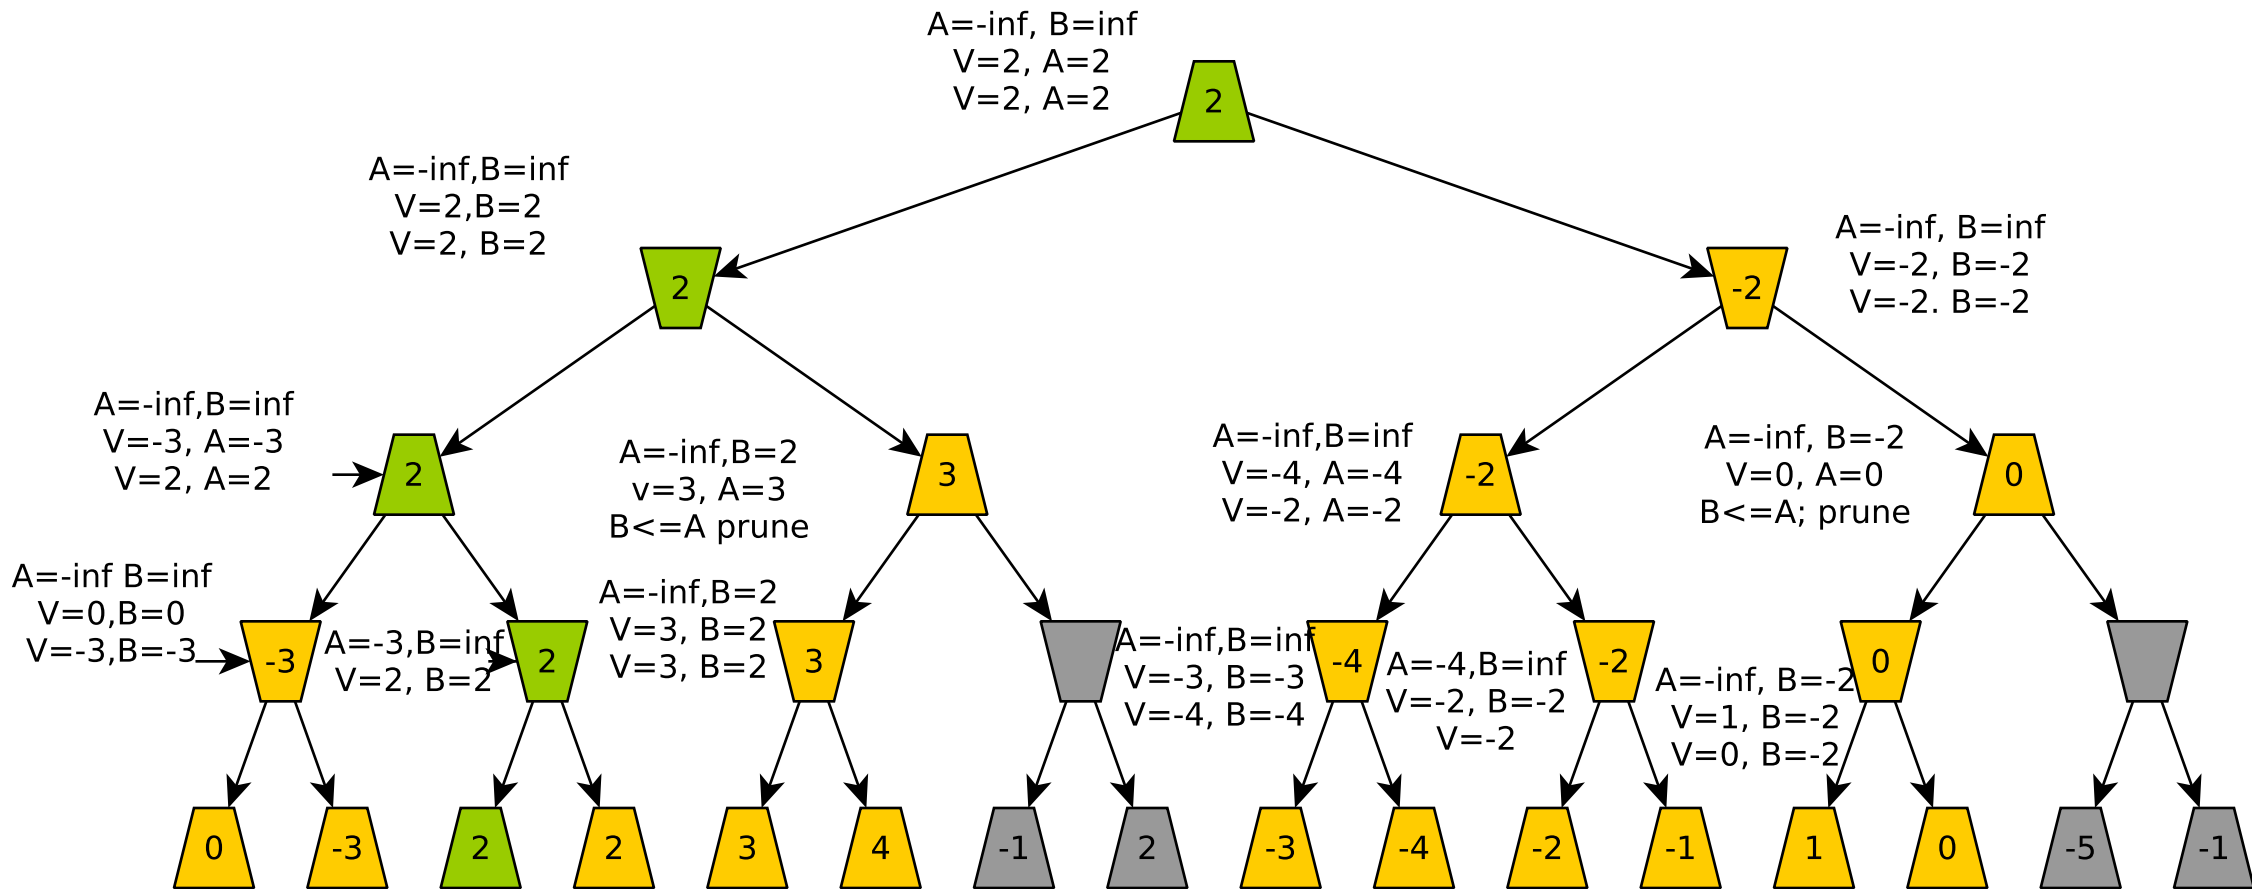 A=-inf, B=inf
V=2, A=2
V=2, A=2
2
A=-inf,B=inf
V=2,B=2
V=2, B=2
2
A=-inf, B=inf
V=-2, B=-2
V=-2. B=-2
-2
A=-inf,B=inf
V=-3, A=-3
V=2, A=2
2
A=-inf,B=2
v=3, A=3
B<=A prune
3
A=-inf,B=inf
V=-4, A=-4
V=-2, A=-2
-2
A=-inf, B=-2
V=0, A=0
B<=A; prune
0
A=-inf B=inf
V=0,B=0
V=-3,B=-3
-3
A=-3,B=inf
V=2, B=2
2
A=-inf,B=2
V=3, B=2
V=3, B=2
3
A=-inf,B=inf
V=-3, B=-3
V=-4, B=-4
-4
A=-4,B=inf
V=-2, B=-2
V=-2
-2
A=-inf, B=-2
V=1, B=-2
V=0, B=-2
0
0
-3
2
2
3
4
-1
2
-3
-4
-2
-1
1
0
-5
-1